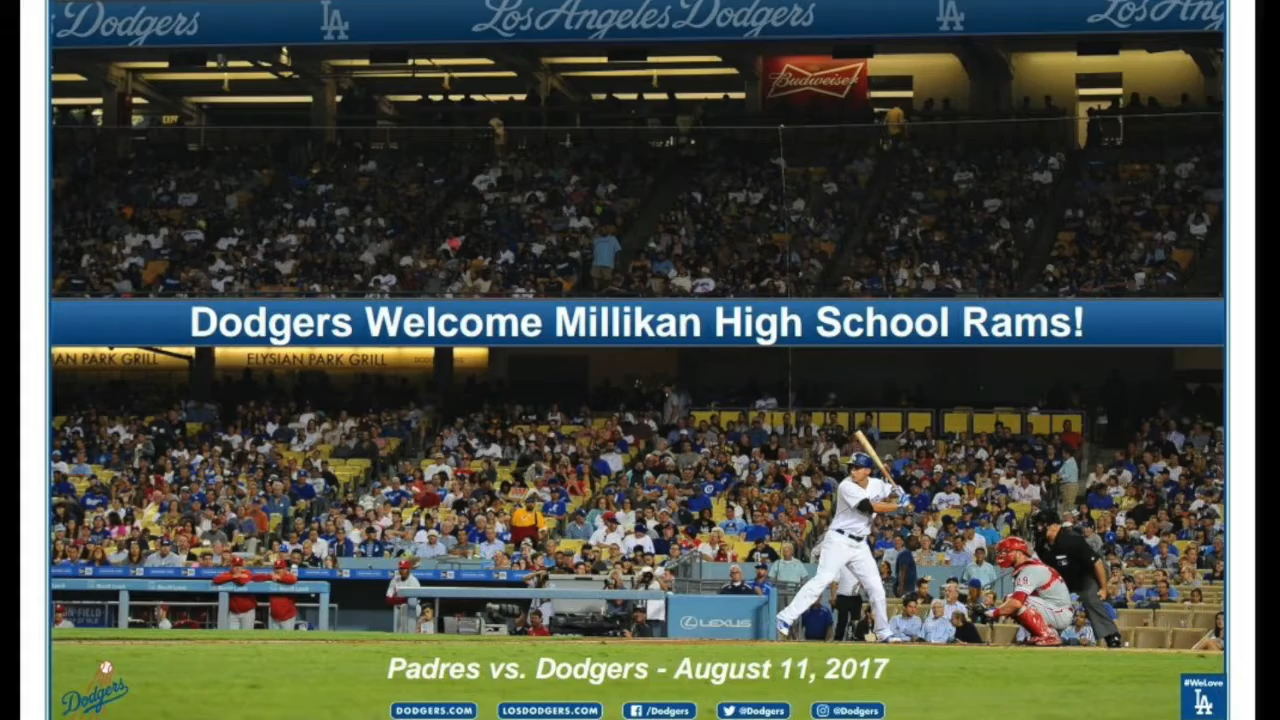 Dodgers
LA
Los Angeles Dodgers
LA
Los Ang
Budweiser
Dodgers Welcome Millikan High School Rams!
AN PARK GRILL
ELYSIAN PARK GRILL
LEXUS
19
Padres vs. Dodgers - August 11, 2017
Dodgers
DODGERS.COM
LOSDODGERS.COM
/Dodgers
@Dodgers
@Dodgers
#WeLove
LA